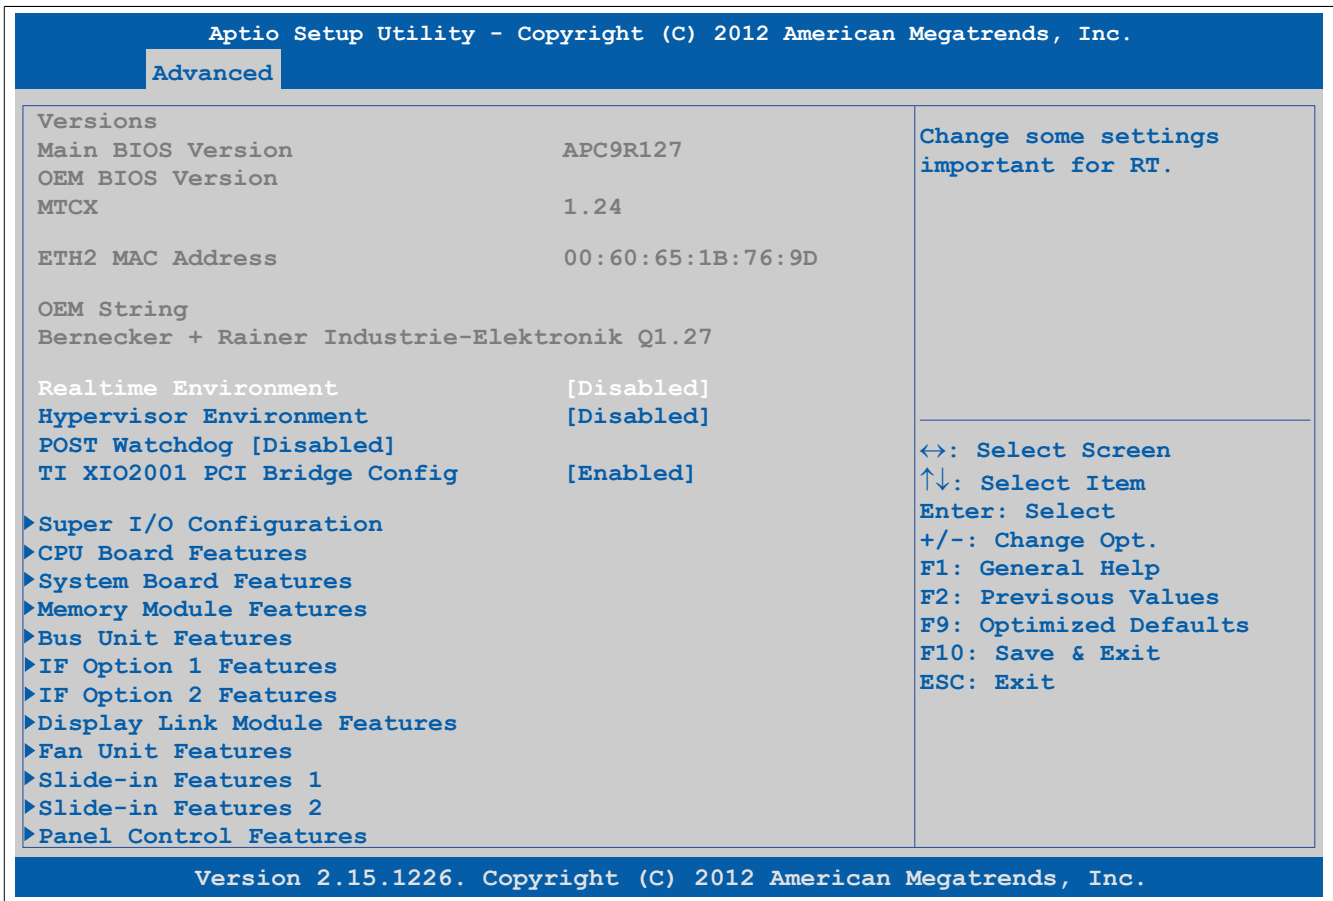 Aptio Setup Utility - Copyright (C) 2012 American Megatrends, Inc.
Advanced
Versions
Main BIOS Version APC9R127
OEM BIOS Version
MTCX 1.24
ETH2 MAC Address 00:60:65:1B:76:9D
OEM String
Bernecker + Rainer Industrie-Elektronik Q1.27
Realtime Environment [Disabled]
Hypervisor Environment [Disabled]
POST Watchdog [Disabled]
TI XIO2001 PCI Bridge Config [Enabled]
Super I/O Configuration
CPU Board Features
System Board Features
Memory Module Features
Bus Unit Features
IF Option 1 Features
IF Option 2 Features
Display Link Module Features
Fan Unit Features
Slide-in Features 1
Slide-in Features 2
Panel Control Features
Change some settings
important for RT.
↔: Select Screen
↑↓: Select Item
Enter: Select
+/-: Change Opt.
F1: General Help
F2: Previsous Values
F9: Optimized Defaults
F10: Save & Exit
ESC: Exit
Version 2.15.1226. Copyright (C) 2012 American Megatrends, Inc.